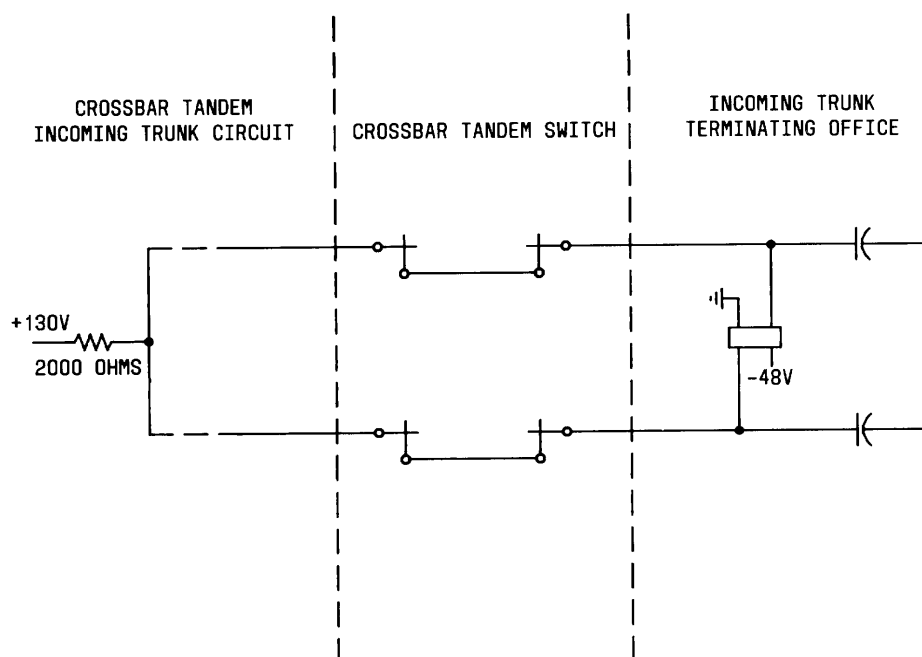 CROSSBAR TANDEM
INCOMING TRUNK CIRCUIT
CROSSBAR TANDEM SWITCH
INCOMING TRUNK
TERMINATING OFFICE
+130V
2000 OHMS
-48V